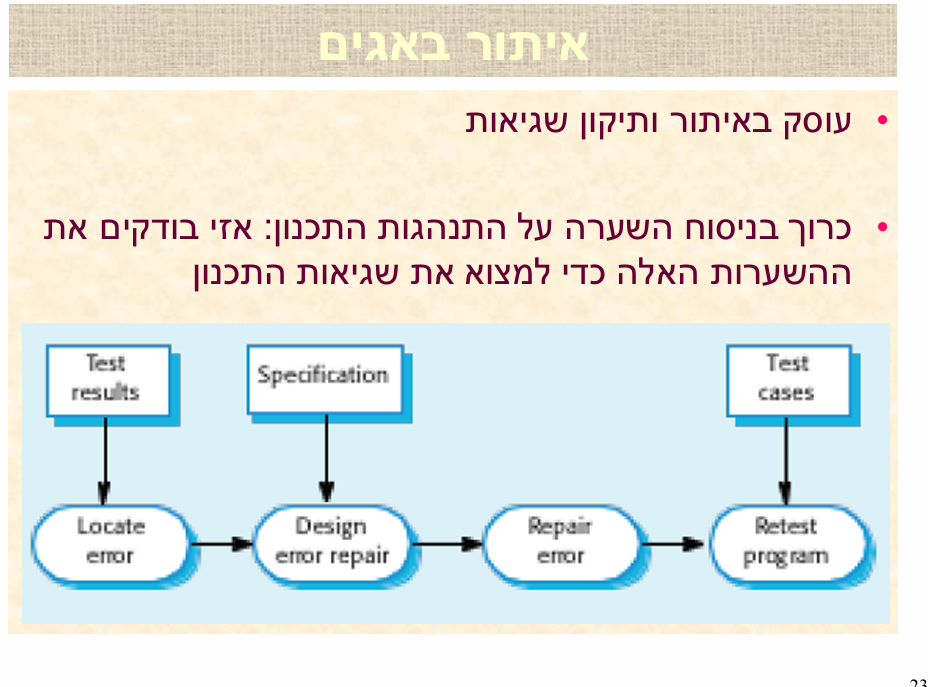 איתור באגים
• עוסק באיתור ותיקון שגיאות
• כרוך בניסוח השערה על התנהגות התכנון: אזי בודקים את
ההשערות האלה כדי למצוא את שגיאות התכנון
Test
results
Specification
Test
cases
Locate
error
Design
error repair
Repair
error
Retest
program
23